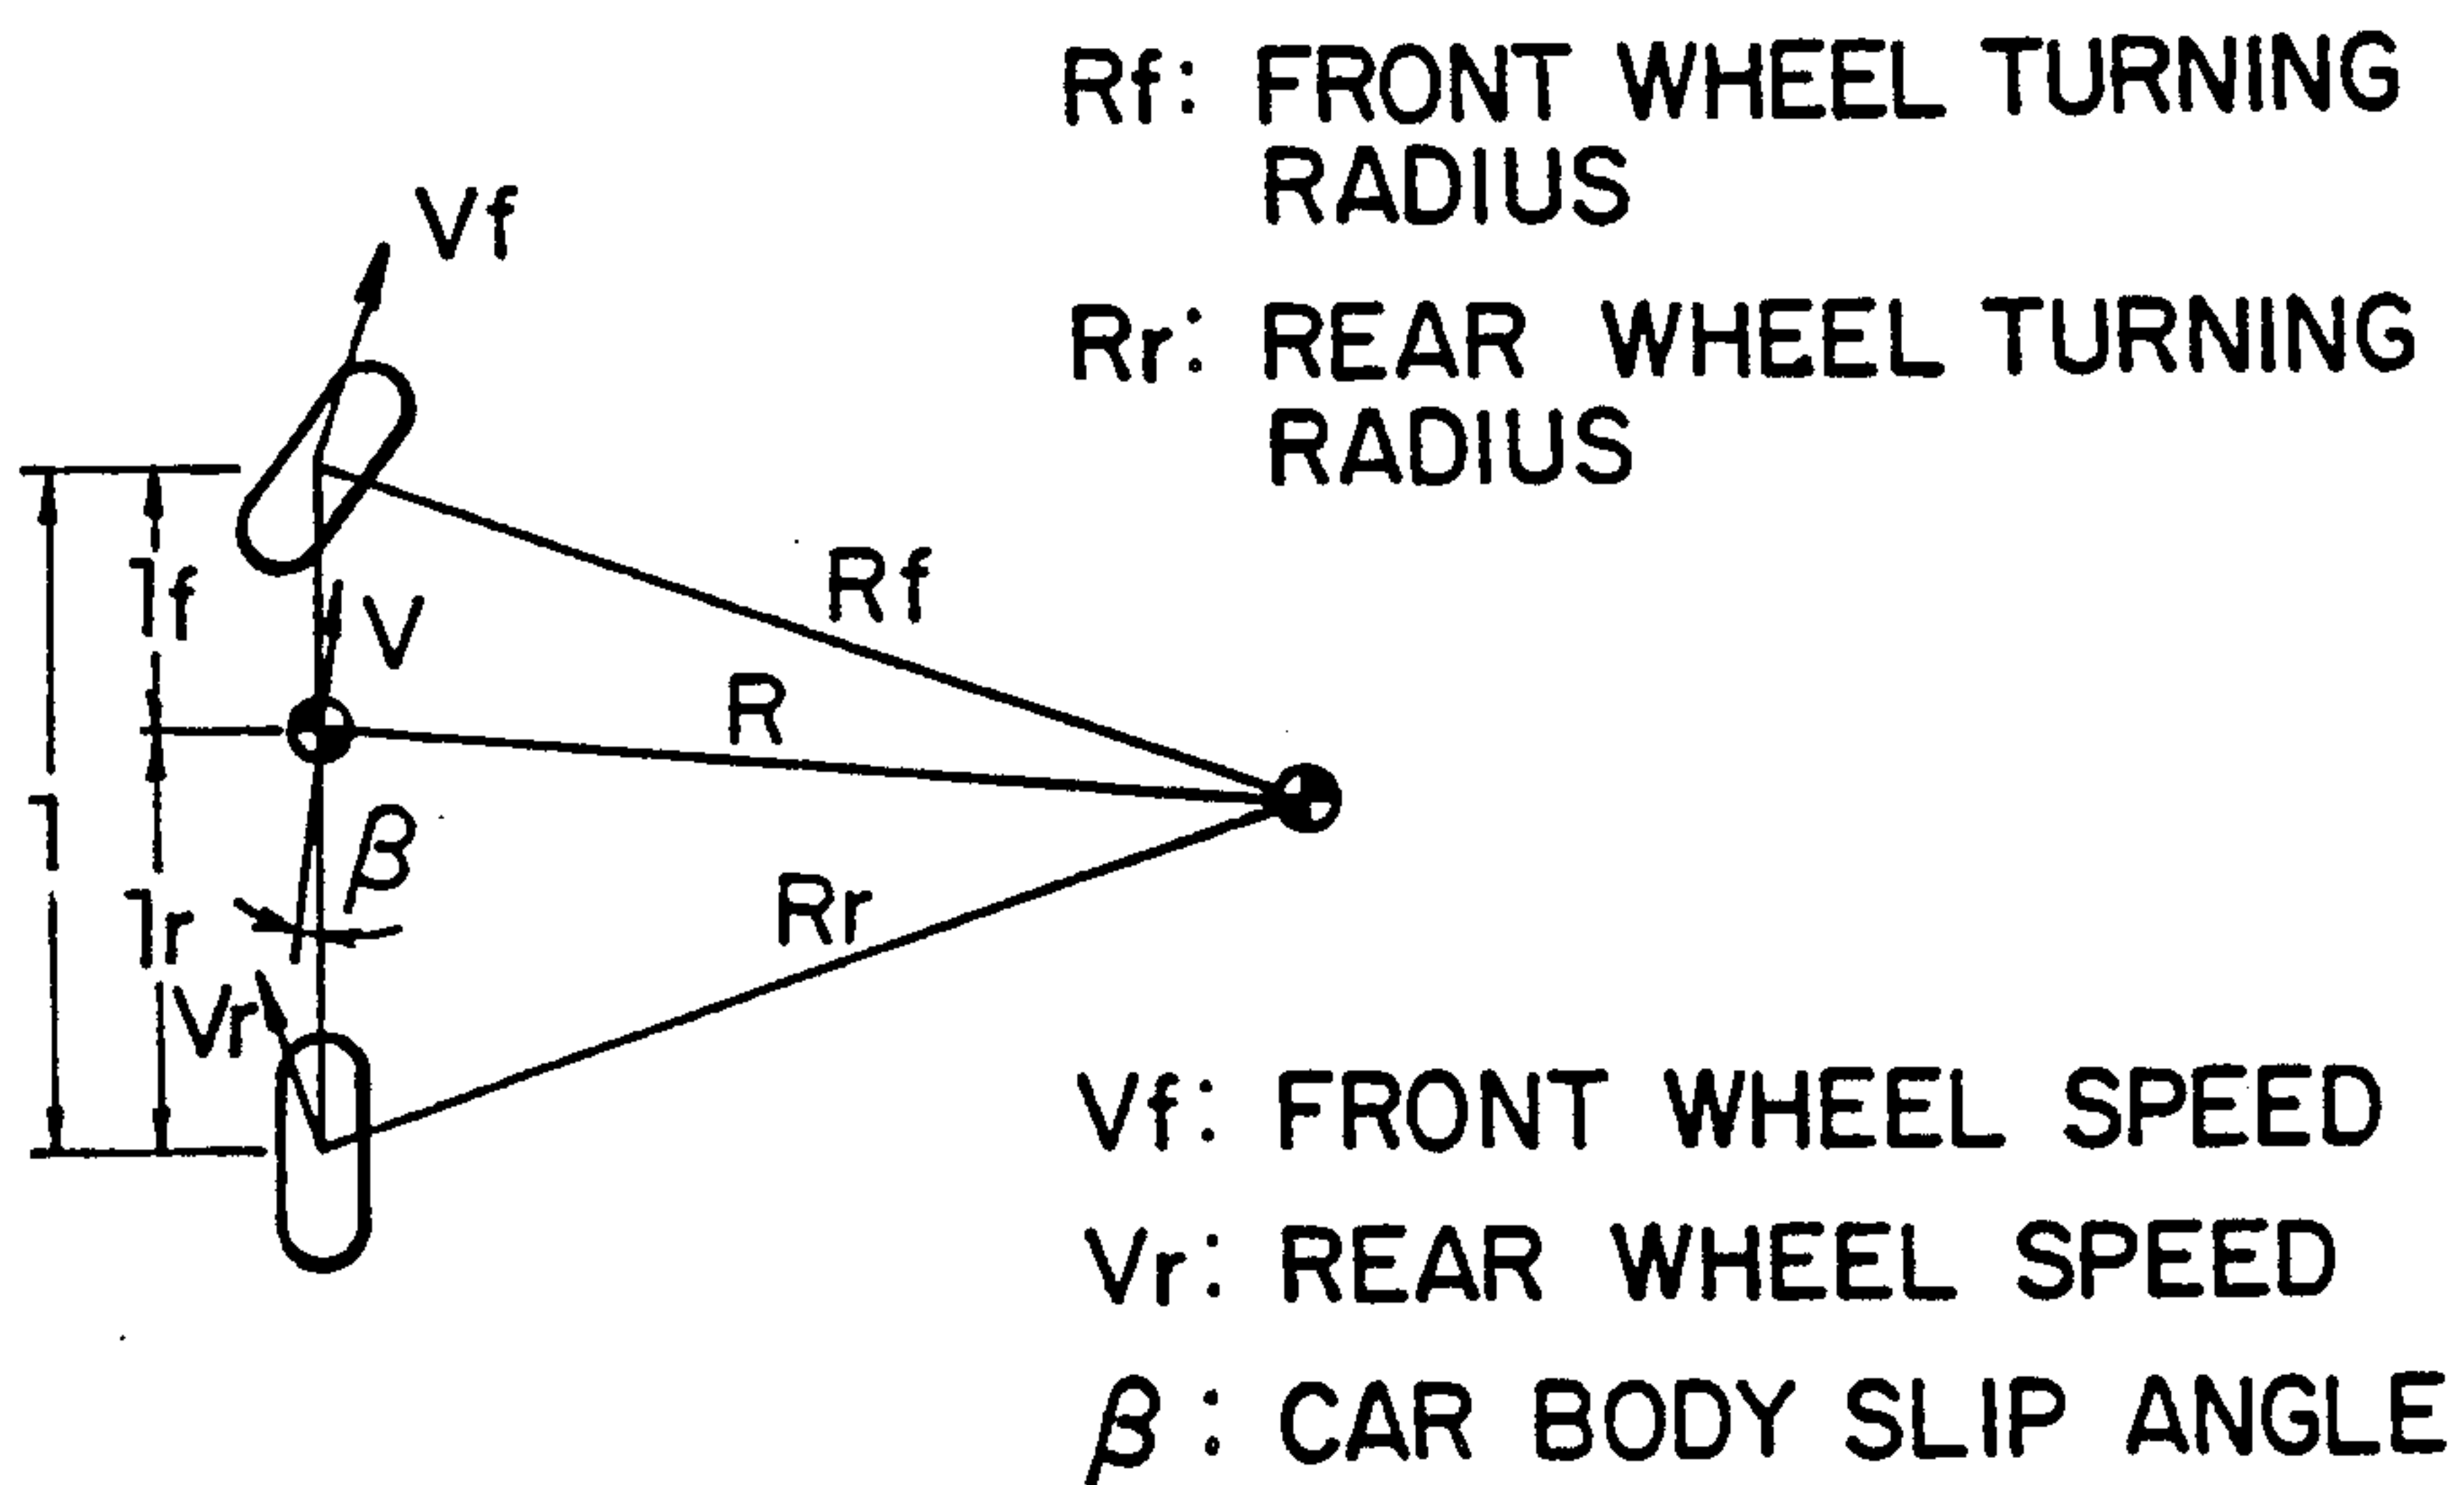 Rf: FRONT WHEEL TURNING
RADIUS
Rr: REAR WHEEL TURNING
RADIUS
Vf
Rf
lf
V
R
l
β
Rr
lr
Vr
Vf: FRONT WHEEL SPEED
Vr: REAR WHEEL SPEED
β: CAR BODY SLIP ANGLE